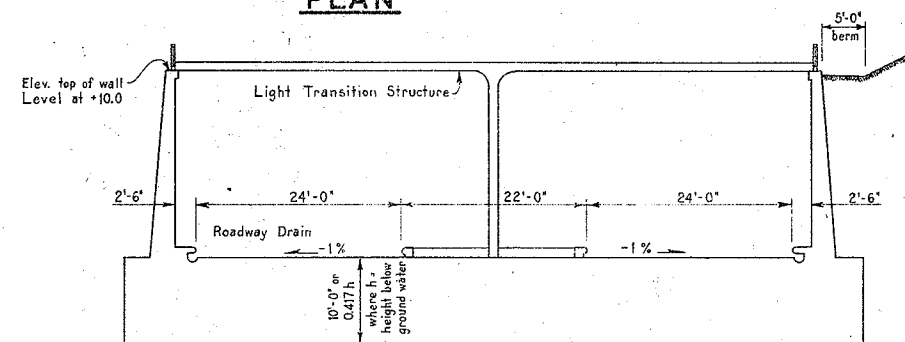 PLAN
5'-0"
berm
Elev. top of wall
Level at +10.0
Light Transition Structure
2'-6" 24'-0" 22'-0" 24'-0" 2'-6"
Roadway Drain
-1% -1%
10'-0" or
0.417 h
where h =
height below
ground water